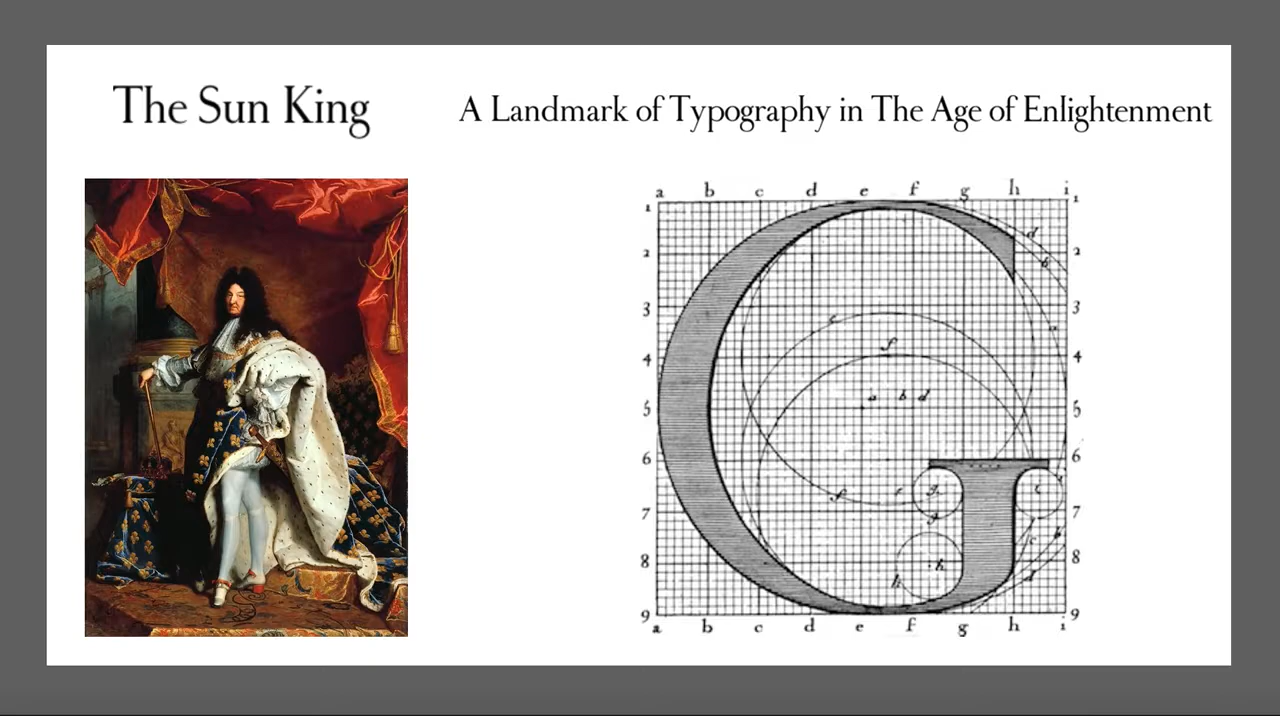 The Sun King
A Landmark of Typography in The Age of Enlightenment
a b c d e f g h i
1 1
d
2 2
b
3 3
a
4 4
f
a b d
5 5
6 6
g
f
7 7
g
8 8
h
h
d
9 9
a b c d e f g h i